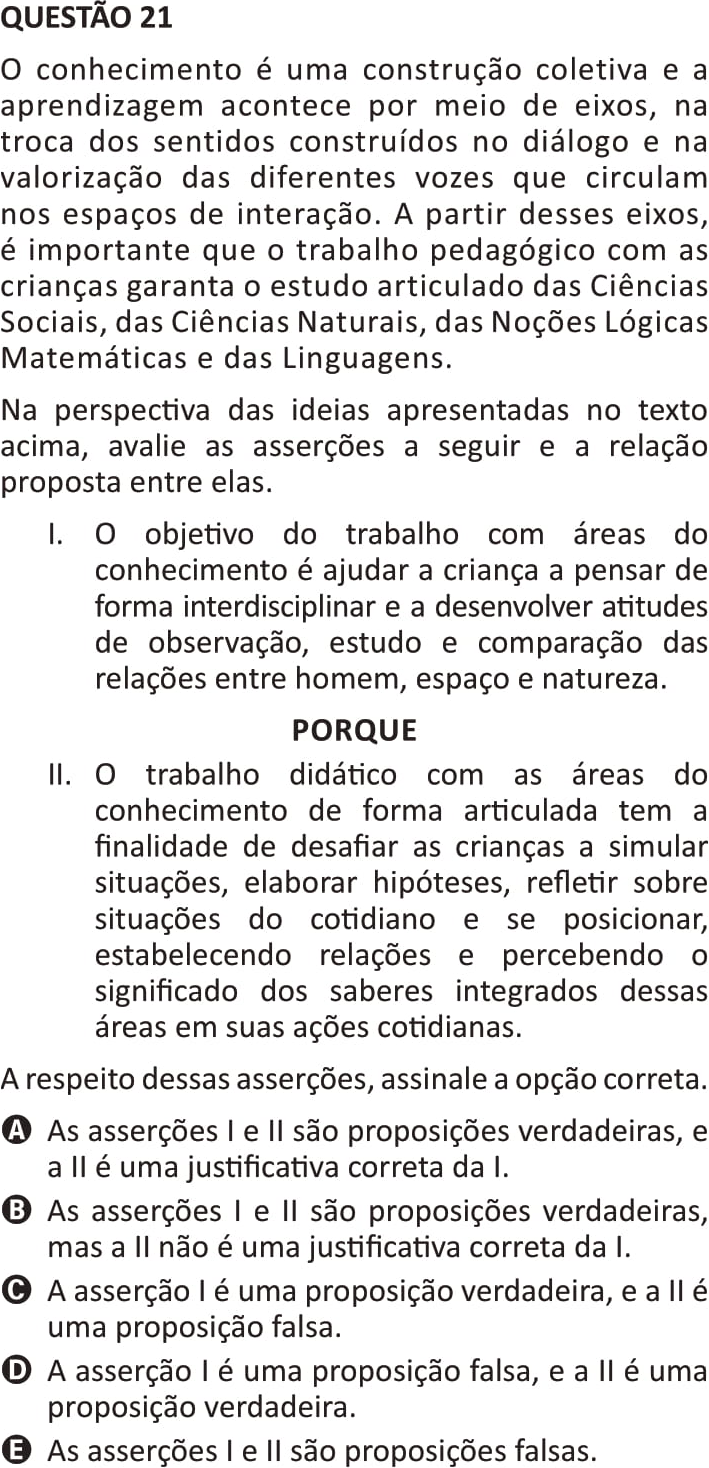 QUESTÃO 21
O conhecimento é uma construção coletiva e a
aprendizagem acontece por meio de eixos, na
troca dos sentidos construídos no diálogo e na
valorização das diferentes vozes que circulam
nos espaços de interação. A partir desses eixos,
é importante que o trabalho pedagógico com as
crianças garanta o estudo articulado das Ciências
Sociais, das Ciências Naturais, das Noções Lógicas
Matemáticas e das Linguagens.
Na perspectiva das ideias apresentadas no texto
acima, avalie as asserções a seguir e a relação
proposta entre elas.
I. O objetivo do trabalho com áreas do
conhecimento é ajudar a criança a pensar de
forma interdisciplinar e a desenvolver atitudes
de observação, estudo e comparação das
relações entre homem, espaço e natureza.
PORQUE
II. O trabalho didático com as áreas do
conhecimento de forma articulada tem a
finalidade de desafiar as crianças a simular
situações, elaborar hipóteses, refletir sobre
situações do cotidiano e se posicionar,
estabelecendo relações e percebendo o
significado dos saberes integrados dessas
áreas em suas ações cotidianas.
A respeito dessas asserções, assinale a opção correta.
A As asserções I e II são proposições verdadeiras, e
a II é uma justificativa correta da I.
B As asserções I e II são proposições verdadeiras,
mas a II não é uma justificativa correta da I.
C A asserção I é uma proposição verdadeira, e a II é
uma proposição falsa.
D A asserção I é uma proposição falsa, e a II é uma
proposição verdadeira.
E As asserções I e II são proposições falsas.